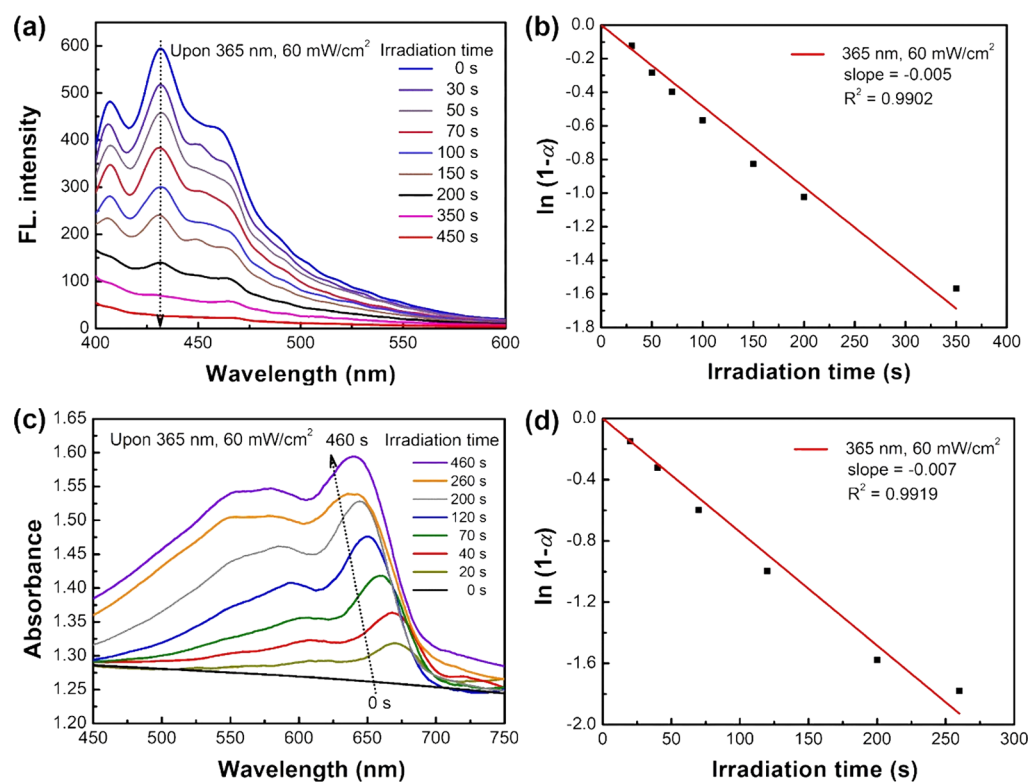 (a)
Upon 365 nm, 60 mW/cm²
Irradiation time
0 s
30 s
50 s
70 s
100 s
150 s
200 s
350 s
450 s
600
500
400
300
200
100
0
FL. intensity
400
450
500
550
600
Wavelength (nm)
(b)
365 nm, 60 mW/cm²
slope = -0.005
R² = 0.9902
-0.0
-0.2
-0.4
-0.6
-0.8
-1.0
-1.2
-1.4
-1.6
-1.8
ln (1-α)
0
50
100
150
200
250
300
350
400
Irradiation time (s)
(c)
Upon 365 nm, 60 mW/cm²
460 s
Irradiation time
460 s
260 s
200 s
120 s
70 s
40 s
20 s
0 s
0 s
1.65
1.60
1.55
1.50
1.45
1.40
1.35
1.30
1.25
1.20
Absorbance
450
500
550
600
650
700
750
Wavelength (nm)
(d)
365 nm, 60 mW/cm²
slope = -0.007
R² = 0.9919
0.0
-0.4
-0.8
-1.2
-1.6
-2.0
ln (1-α)
0
50
100
150
200
250
300
Irradiation time (s)